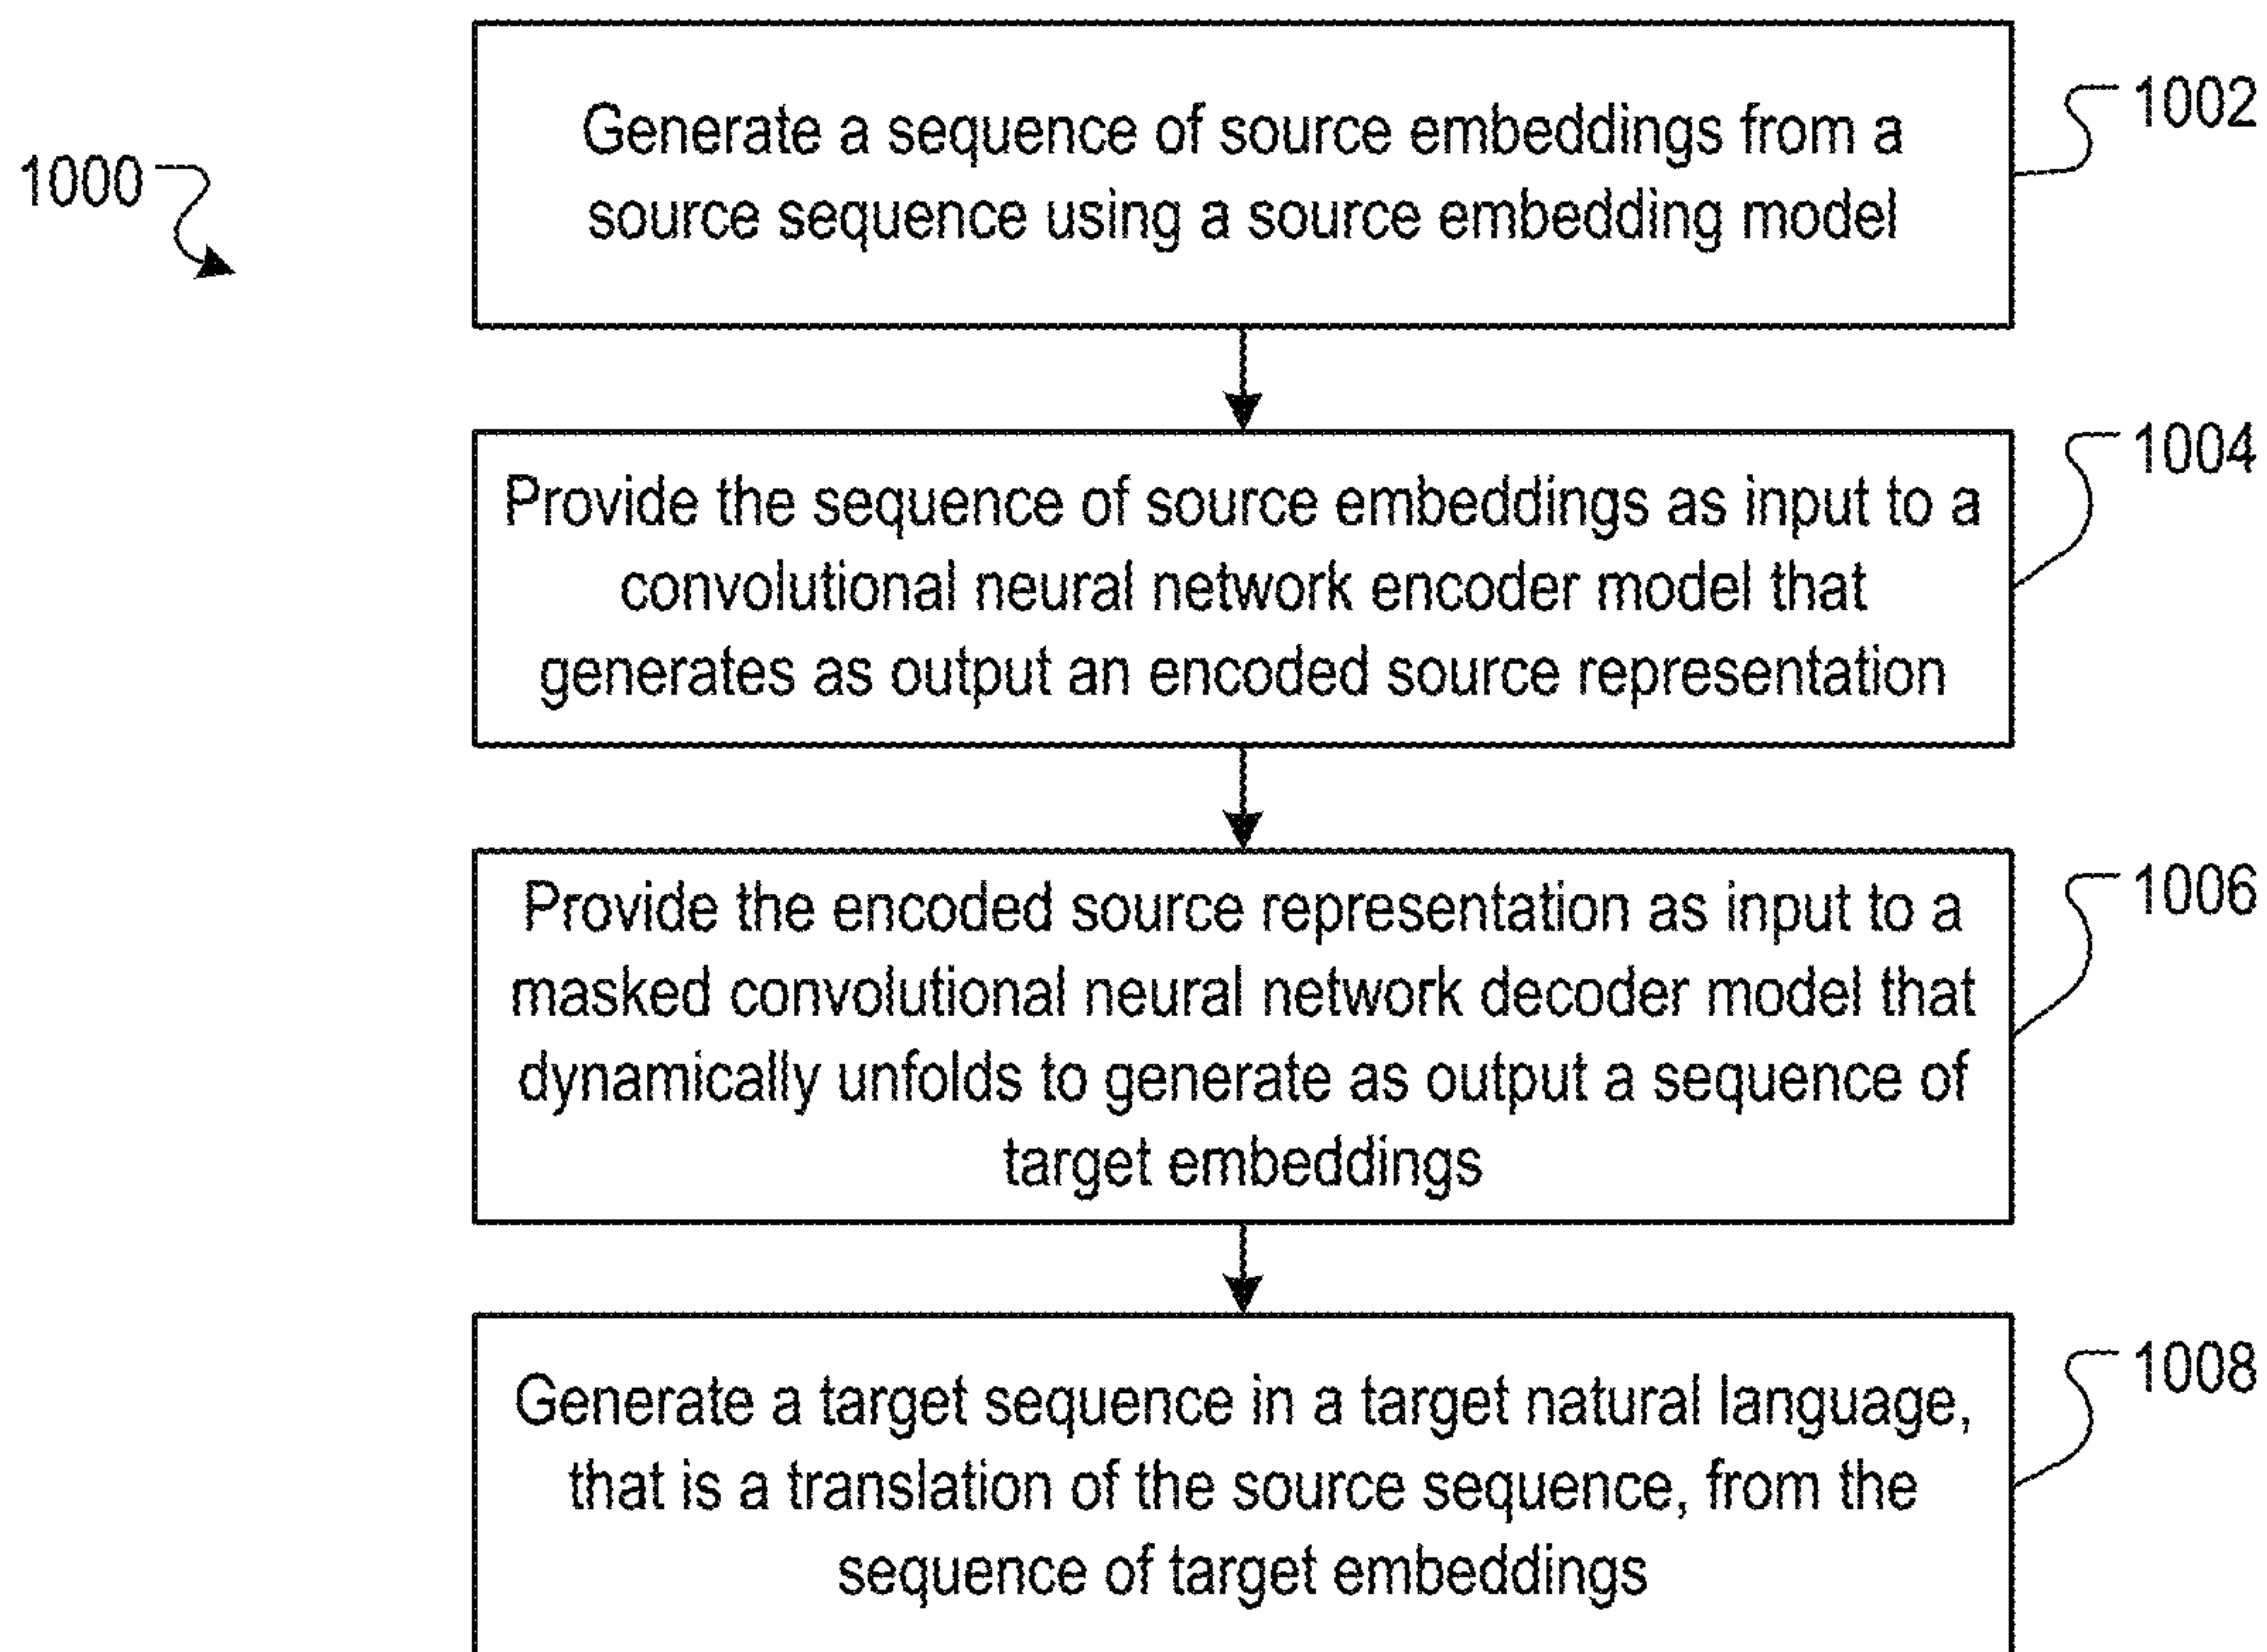 1000
Generate a sequence of source embeddings from a
source sequence using a source embedding model
1002
Provide the sequence of source embeddings as input to a
convolutional neural network encoder model that
generates as output an encoded source representation
1004
Provide the encoded source representation as input to a
masked convolutional neural network decoder model that
dynamically unfolds to generate as output a sequence of
target embeddings
1006
Generate a target sequence in a target natural language,
that is a translation of the source sequence, from the
sequence of target embeddings
1008